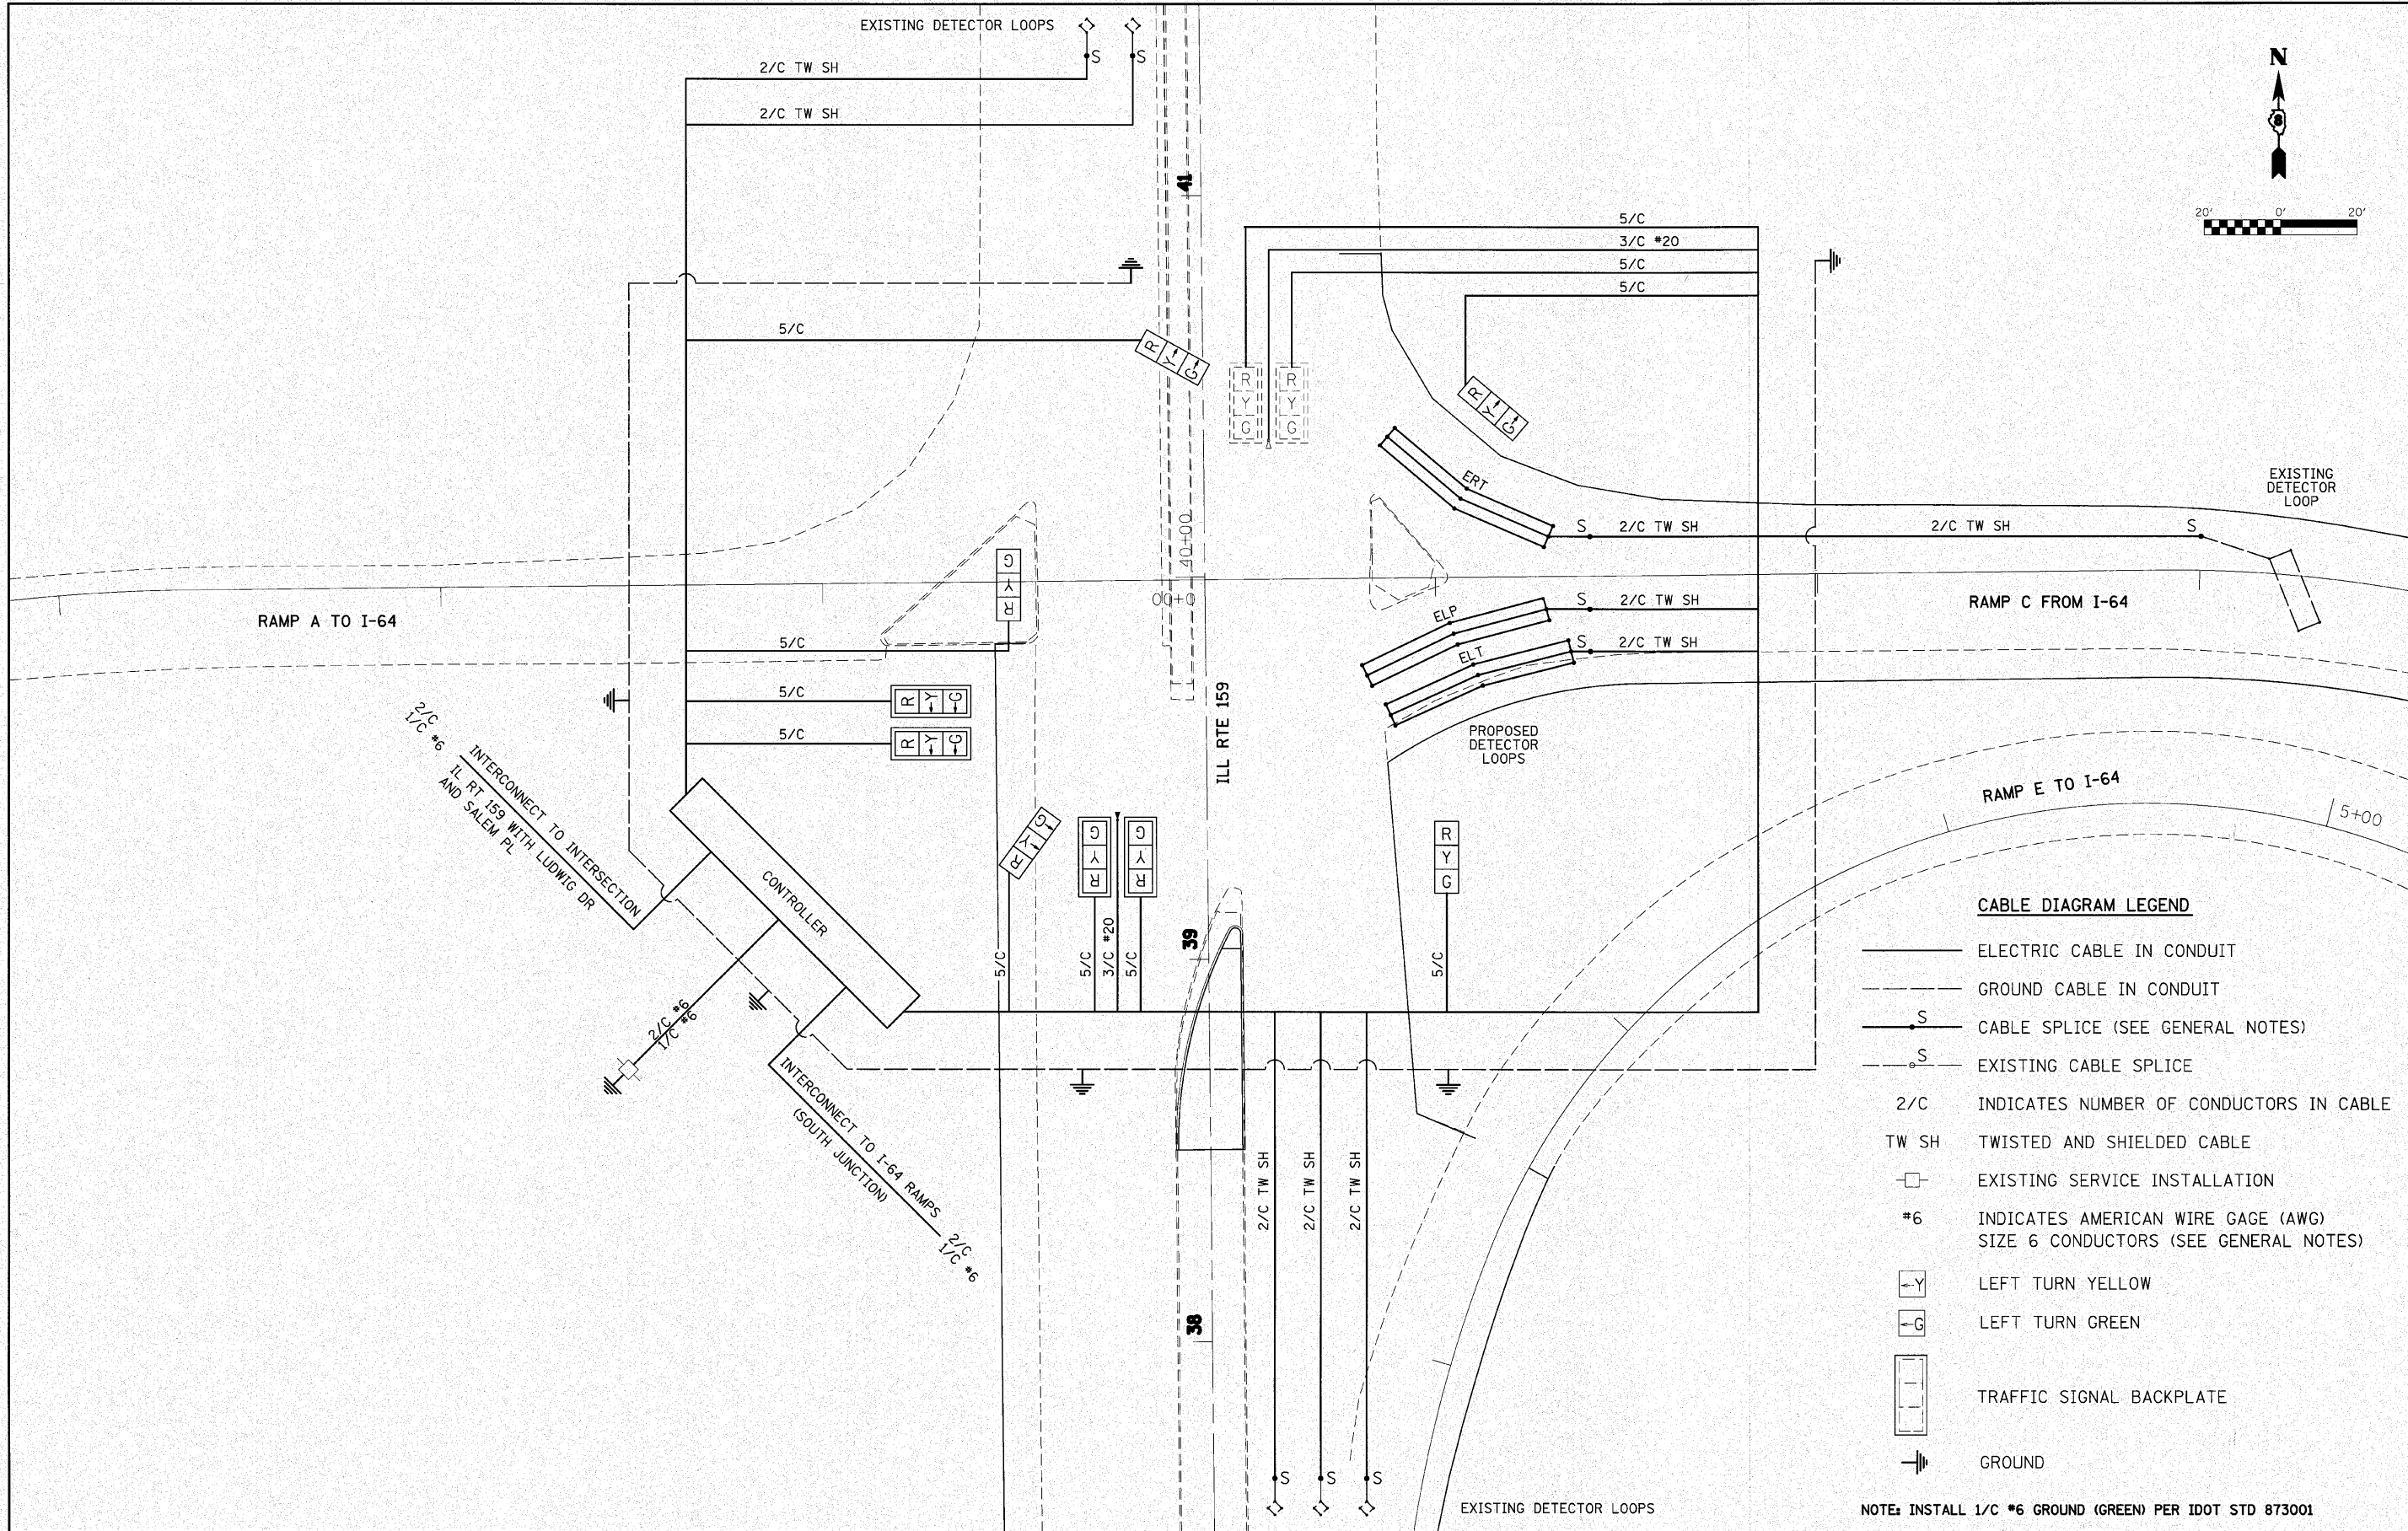 EXISTING DETECTOR LOOPS
S
S
2/C TW SH
2/C TW SH
N
8
20'
0'
20'
41
5/C
3/C #20
5/C
5/C
5/C
R Y G
R
Y
G
R
Y
G
R Y G
ERT
S
2/C TW SH
2/C TW SH
S
EXISTING
DETECTOR
LOOP
40+00
0+00
G
Y
R
RAMP A TO I-64
RAMP C FROM I-64
ELP
S
2/C TW SH
ELT
S
2/C TW SH
5/C
5/C
R Y G
5/C
R Y G
ILL RTE 159
PROPOSED
DETECTOR
LOOPS
2/C
1/C #6
INTERCONNECT TO INTERSECTION
IL RT 159 WITH LUDWIG DR
AND SALEM PL
CONTROLLER
R Y G
G
Y
R
G
Y
R
R
Y
G
5/C
5/C
3/C #20
5/C
39
5/C
RAMP E TO I-64
5+00
2/C #6
1/C #6
INTERCONNECT TO I-64 RAMPS
(SOUTH JUNCTION)
2/C
1/C #6
2/C TW SH
2/C TW SH
2/C TW SH
38
S
S
S
EXISTING DETECTOR LOOPS
CABLE DIAGRAM LEGEND
ELECTRIC CABLE IN CONDUIT
GROUND CABLE IN CONDUIT
S CABLE SPLICE (SEE GENERAL NOTES)
S EXISTING CABLE SPLICE
2/C INDICATES NUMBER OF CONDUCTORS IN CABLE
TW SH TWISTED AND SHIELDED CABLE
EXISTING SERVICE INSTALLATION
#6 INDICATES AMERICAN WIRE GAGE (AWG)
SIZE 6 CONDUCTORS (SEE GENERAL NOTES)
Y LEFT TURN YELLOW
G LEFT TURN GREEN
TRAFFIC SIGNAL BACKPLATE
GROUND
NOTE: INSTALL 1/C #6 GROUND (GREEN) PER IDOT STD 873001